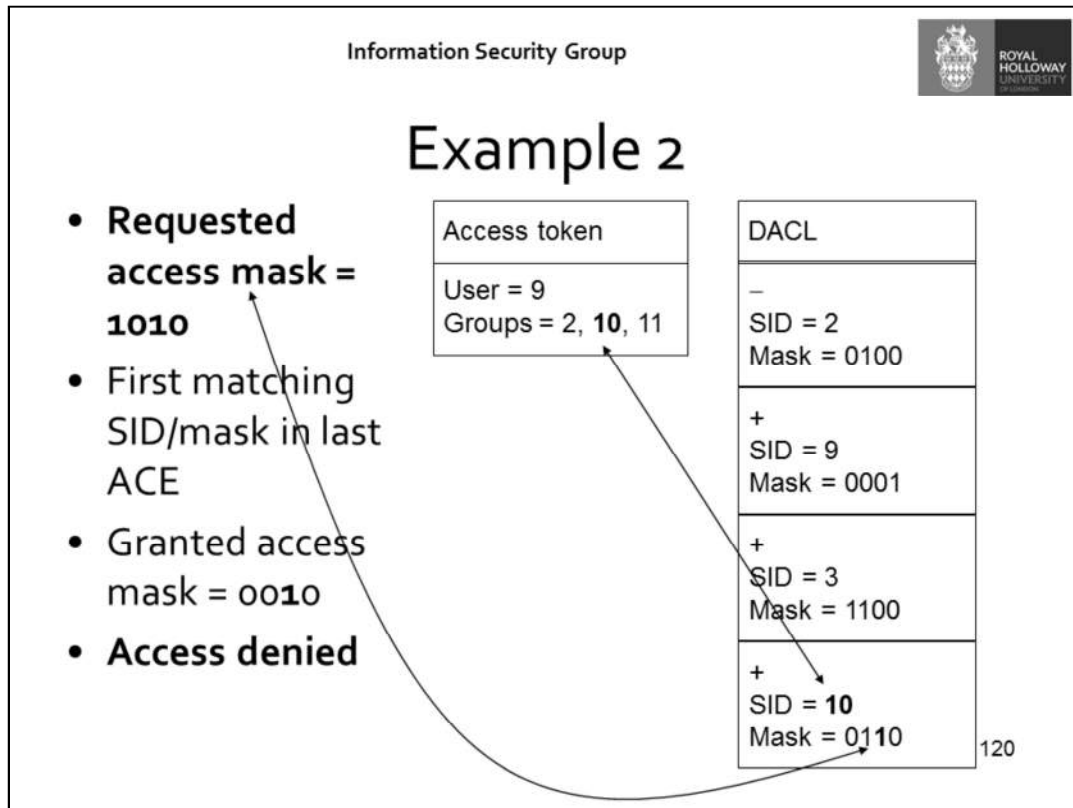 Information Security Group
ROYAL
HOLLOWAY
UNIVERSITY
OF LONDON
Example 2
• Requested
access mask =
1010
• First matching
SID/mask in last
ACE
• Granted access
mask = 0010
• Access denied
Access token
User = 9
Groups = 2, 10, 11
DACL
–
SID = 2
Mask = 0100
+
SID = 9
Mask = 0001
+
SID = 3
Mask = 1100
+
SID = 10
Mask = 0110
120